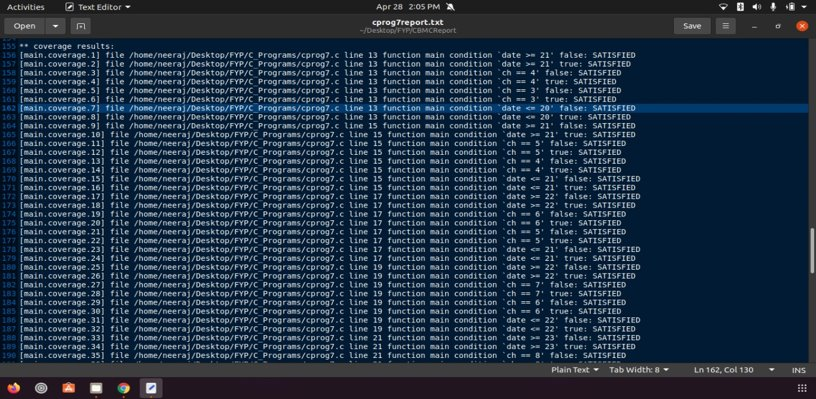 Activities
Text Editor
Apr 28 2:05 PM
Open
cprog7report.txt
~/Desktop/FYP/CBMCReport
Save
155 ** coverage results:
156 [main.coverage.1] file /home/neeraj/Desktop/FYP/C_Programs/cprog7.c line 13 function main condition `date >= 21' false: SATISFIED
157 [main.coverage.2] file /home/neeraj/Desktop/FYP/C_Programs/cprog7.c line 13 function main condition `date >= 21' true: SATISFIED
158 [main.coverage.3] file /home/neeraj/Desktop/FYP/C_Programs/cprog7.c line 13 function main condition `ch == 4' false: SATISFIED
159 [main.coverage.4] file /home/neeraj/Desktop/FYP/C_Programs/cprog7.c line 13 function main condition `ch == 4' true: SATISFIED
160 [main.coverage.5] file /home/neeraj/Desktop/FYP/C_Programs/cprog7.c line 13 function main condition `ch == 3' false: SATISFIED
161 [main.coverage.6] file /home/neeraj/Desktop/FYP/C_Programs/cprog7.c line 13 function main condition `ch == 3' true: SATISFIED
162 [main.coverage.7] file /home/neeraj/Desktop/FYP/C_Programs/cprog7.c line 13 function main condition `date <= 20' false: SATISFIED
163 [main.coverage.8] file /home/neeraj/Desktop/FYP/C_Programs/cprog7.c line 13 function main condition `date <= 20' true: SATISFIED
164 [main.coverage.9] file /home/neeraj/Desktop/FYP/C_Programs/cprog7.c line 15 function main condition `date >= 21' false: SATISFIED
165 [main.coverage.10] file /home/neeraj/Desktop/FYP/C_Programs/cprog7.c line 15 function main condition `date >= 21' true: SATISFIED
166 [main.coverage.11] file /home/neeraj/Desktop/FYP/C_Programs/cprog7.c line 15 function main condition `ch == 5' false: SATISFIED
167 [main.coverage.12] file /home/neeraj/Desktop/FYP/C_Programs/cprog7.c line 15 function main condition `ch == 5' true: SATISFIED
168 [main.coverage.13] file /home/neeraj/Desktop/FYP/C_Programs/cprog7.c line 15 function main condition `ch == 4' false: SATISFIED
169 [main.coverage.14] file /home/neeraj/Desktop/FYP/C_Programs/cprog7.c line 15 function main condition `ch == 4' true: SATISFIED
170 [main.coverage.15] file /home/neeraj/Desktop/FYP/C_Programs/cprog7.c line 15 function main condition `date <= 21' false: SATISFIED
171 [main.coverage.16] file /home/neeraj/Desktop/FYP/C_Programs/cprog7.c line 15 function main condition `date <= 21' true: SATISFIED
172 [main.coverage.17] file /home/neeraj/Desktop/FYP/C_Programs/cprog7.c line 17 function main condition `date >= 22' false: SATISFIED
173 [main.coverage.18] file /home/neeraj/Desktop/FYP/C_Programs/cprog7.c line 17 function main condition `date >= 22' true: SATISFIED
174 [main.coverage.19] file /home/neeraj/Desktop/FYP/C_Programs/cprog7.c line 17 function main condition `ch == 6' false: SATISFIED
175 [main.coverage.20] file /home/neeraj/Desktop/FYP/C_Programs/cprog7.c line 17 function main condition `ch == 6' true: SATISFIED
176 [main.coverage.21] file /home/neeraj/Desktop/FYP/C_Programs/cprog7.c line 17 function main condition `ch == 5' false: SATISFIED
177 [main.coverage.22] file /home/neeraj/Desktop/FYP/C_Programs/cprog7.c line 17 function main condition `ch == 5' true: SATISFIED
178 [main.coverage.23] file /home/neeraj/Desktop/FYP/C_Programs/cprog7.c line 17 function main condition `date <= 21' false: SATISFIED
179 [main.coverage.24] file /home/neeraj/Desktop/FYP/C_Programs/cprog7.c line 17 function main condition `date <= 21' true: SATISFIED
180 [main.coverage.25] file /home/neeraj/Desktop/FYP/C_Programs/cprog7.c line 19 function main condition `date >= 22' false: SATISFIED
181 [main.coverage.26] file /home/neeraj/Desktop/FYP/C_Programs/cprog7.c line 19 function main condition `date >= 22' true: SATISFIED
182 [main.coverage.27] file /home/neeraj/Desktop/FYP/C_Programs/cprog7.c line 19 function main condition `ch == 7' false: SATISFIED
183 [main.coverage.28] file /home/neeraj/Desktop/FYP/C_Programs/cprog7.c line 19 function main condition `ch == 7' true: SATISFIED
184 [main.coverage.29] file /home/neeraj/Desktop/FYP/C_Programs/cprog7.c line 19 function main condition `ch == 6' false: SATISFIED
185 [main.coverage.30] file /home/neeraj/Desktop/FYP/C_Programs/cprog7.c line 19 function main condition `ch == 6' true: SATISFIED
186 [main.coverage.31] file /home/neeraj/Desktop/FYP/C_Programs/cprog7.c line 19 function main condition `date <= 22' false: SATISFIED
187 [main.coverage.32] file /home/neeraj/Desktop/FYP/C_Programs/cprog7.c line 19 function main condition `date <= 22' true: SATISFIED
188 [main.coverage.33] file /home/neeraj/Desktop/FYP/C_Programs/cprog7.c line 21 function main condition `date >= 23' false: SATISFIED
189 [main.coverage.34] file /home/neeraj/Desktop/FYP/C_Programs/cprog7.c line 21 function main condition `date >= 23' true: SATISFIED
190 [main.coverage.35] file /home/neeraj/Desktop/FYP/C_Programs/cprog7.c line 21 function main condition `ch == 8' false: SATISFIED
Plain Text
Tab Width: 8
Ln 162, Col 130
INS